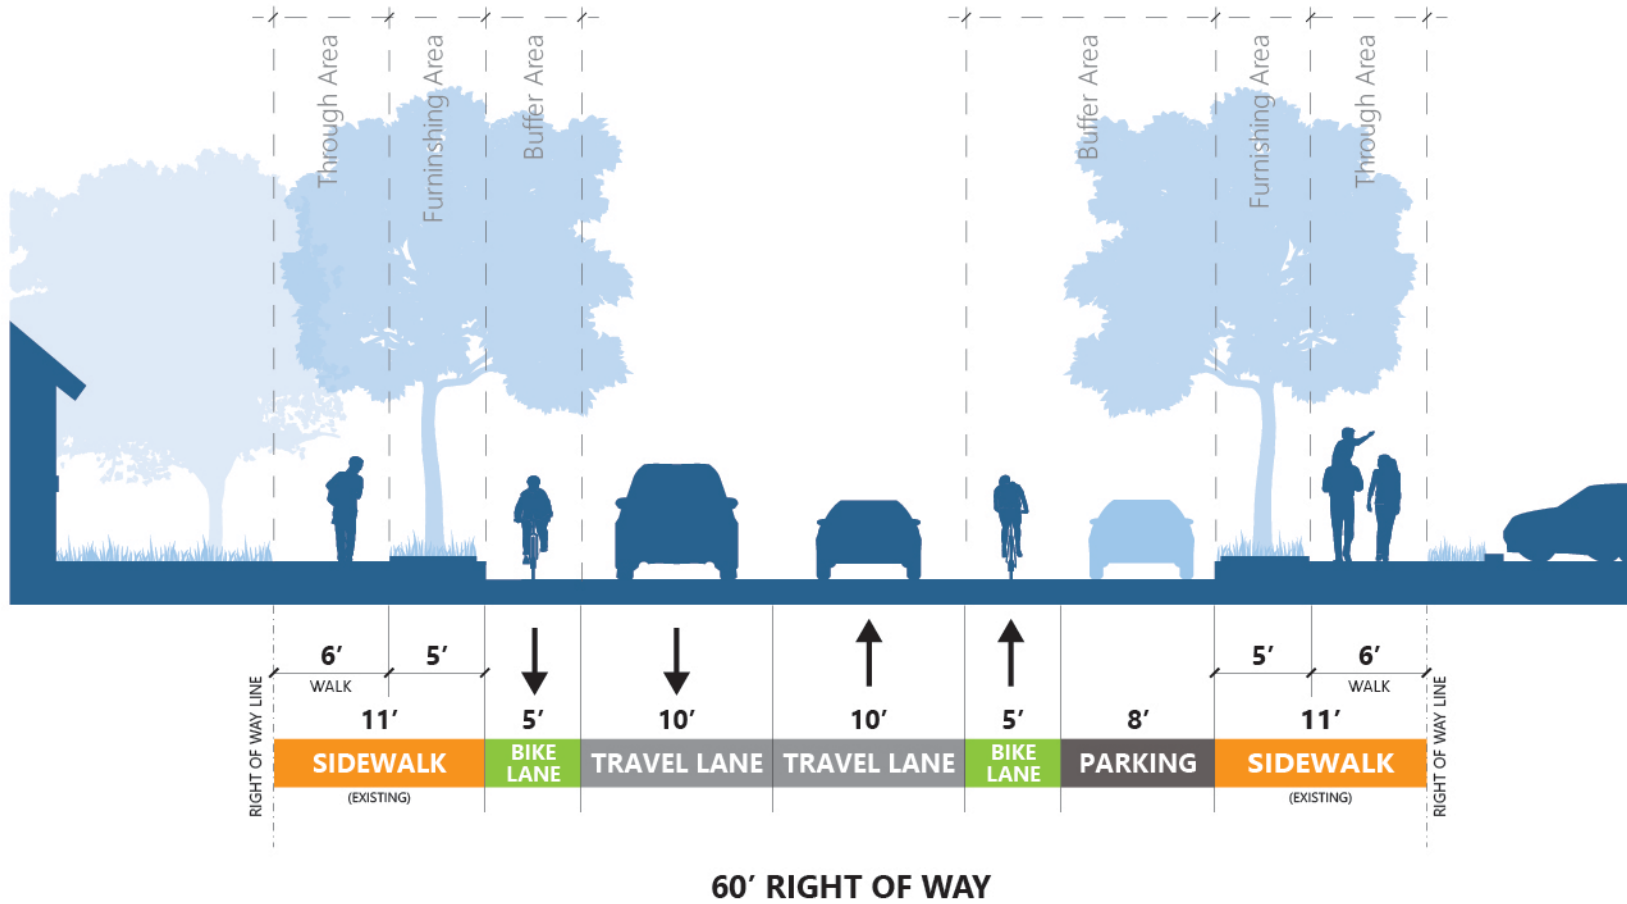 Through Area
Furninshing Area
Buffer Area
Buffer Area
Furnishing Area
Through Area
6’
5’
5’
6’
WALK
WALK
RIGHT OF WAY LINE
RIGHT OF WAY LINE
11’
5’
10’
10’
5’
8’
11’
SIDEWALK
BIKE
LANE
TRAVEL LANE
TRAVEL LANE
BIKE
LANE
PARKING
SIDEWALK
(EXISTING)
(EXISTING)
60’ RIGHT OF WAY